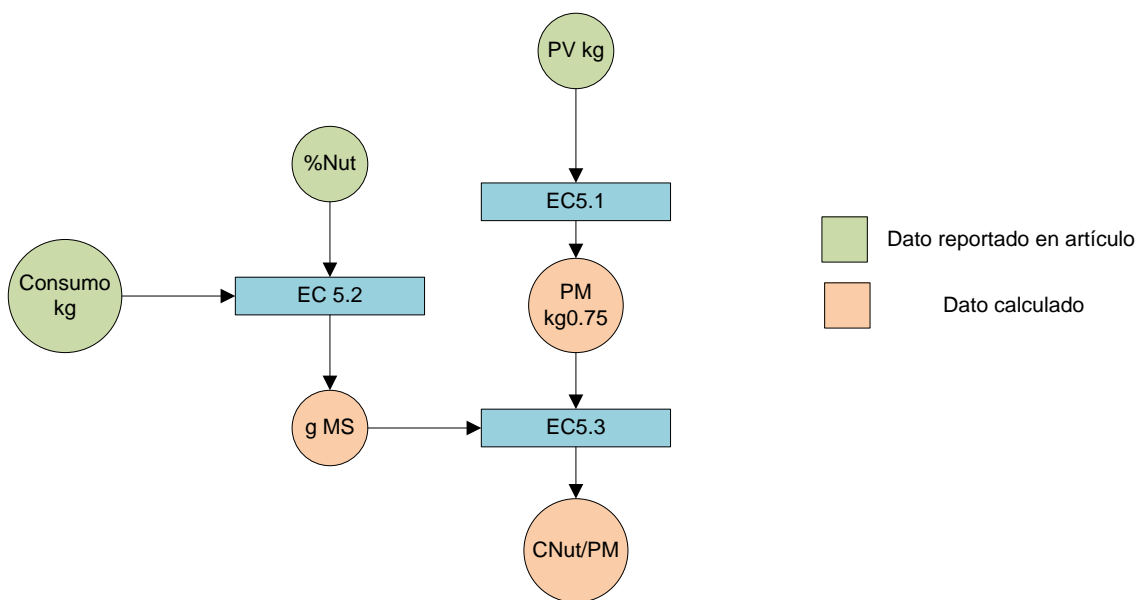 PV kg
%Nut
EC5.1
Dato reportado en artículo
Consumo
kg
EC 5.2
PM
kg0.75
Dato calculado
g MS
EC5.3
CNut/PM